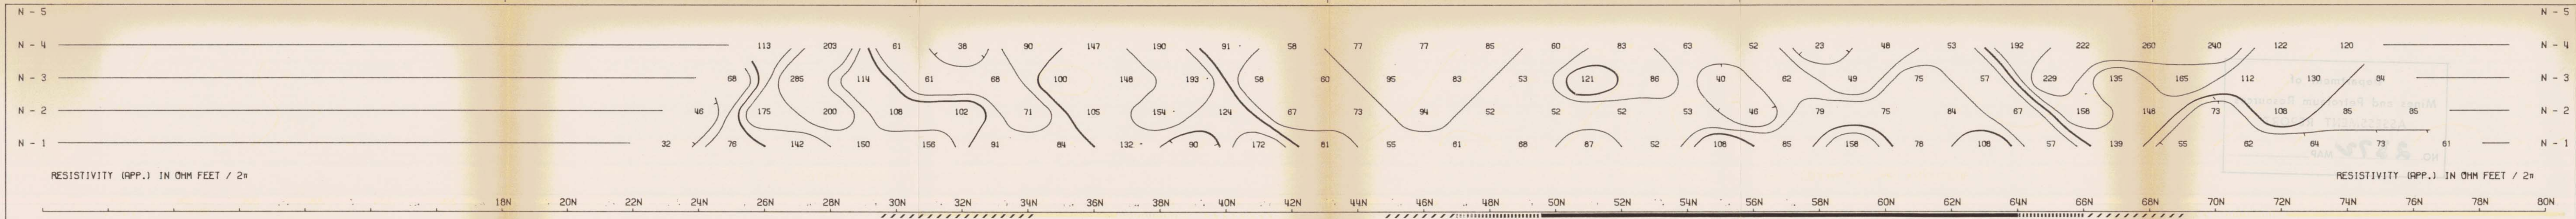 N - 5 N - 5
N - 4 113 203 61 38 90 147 190 91 58 77 77 85 60 83 63 52 23 48 53 192 222 260 240 122 120 N - 4
N - 3 68 285 114 61 68 100 148 193 58 60 95 83 53 121 86 40 62 49 75 57 229 135 165 112 130 84 N - 3
N - 2 46 175 200 108 102 71 105 154 124 67 73 94 52 52 52 53 46 79 75 84 67 158 148 73 108 85 85 N - 2
N - 1 32 76 142 150 156 91 84 132 90 172 81 55 61 68 87 52 108 85 158 78 108 57 139 55 62 64 73 61 N - 1
RESISTIVITY (APP.) IN OHM FEET / 2π RESISTIVITY (APP.) IN OHM FEET / 2π
18N 20N 22N 24N 26N 28N 30N 32N 34N 36N 38N 40N 42N 44N 46N 48N 50N 52N 54N 56N 58N 60N 62N 64N 66N 68N 70N 72N 74N 76N 78N 80N